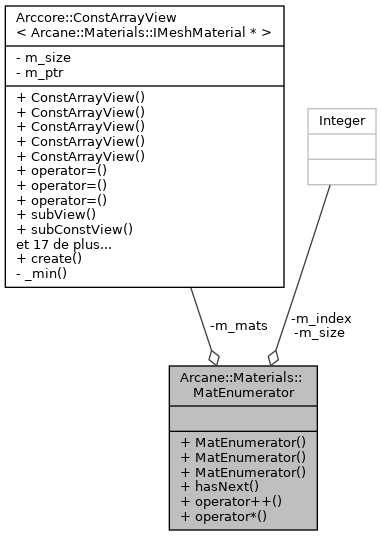 Arccore::ConstArrayView
< Arcane::Materials::IMeshMaterial * >
- m_size
- m_ptr
+ ConstArrayView()
+ ConstArrayView()
+ ConstArrayView()
+ ConstArrayView()
+ ConstArrayView()
+ operator=()
+ operator=()
+ operator=()
+ subView()
+ subConstView()
et 17 de plus...
+ create()
- _min()
Integer
-m_mats
-m_index
-m_size
Arcane::Materials::
MatEnumerator
+ MatEnumerator()
+ MatEnumerator()
+ MatEnumerator()
+ hasNext()
+ operator++()
+ operator*()